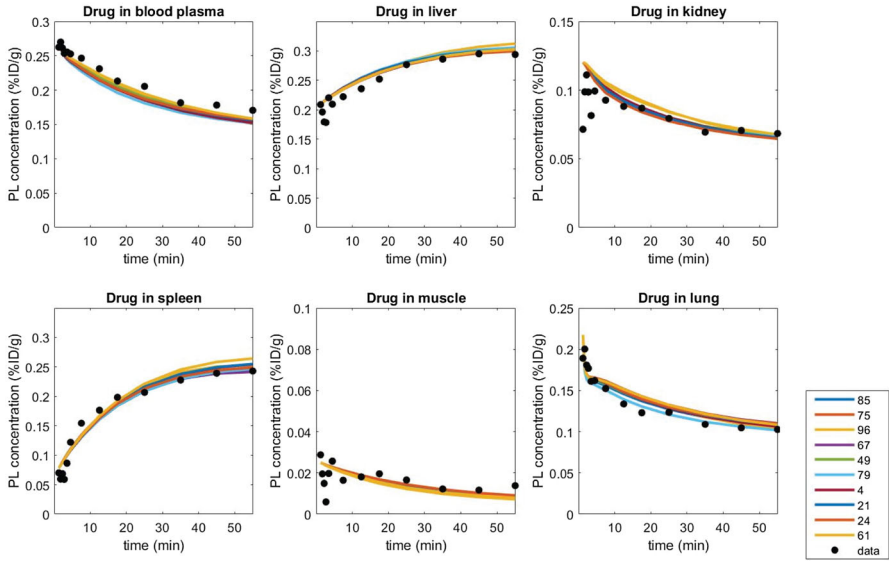 Drug in blood plasma
PL concentration (%ID/g)
0.3
0.25
0.2
0.15
0.1
0.05
0
10 20 30 40 50
time (min)
Drug in liver
PL concentration (%ID/g)
0.3
0.2
0.1
0
10 20 30 40 50
time (min)
Drug in kidney
PL concentration (%ID/g)
0.15
0.1
0.05
0
10 20 30 40 50
time (min)
Drug in spleen
PL concentration (%ID/g)
0.3
0.25
0.2
0.15
0.1
0.05
0
10 20 30 40 50
time (min)
Drug in muscle
PL concentration (%ID/g)
0.1
0.08
0.06
0.04
0.02
0
10 20 30 40 50
time (min)
Drug in lung
PL concentration (%ID/g)
0.25
0.2
0.15
0.1
0.05
0
10 20 30 40 50
time (min)
85
75
96
67
49
79
4
21
24
61
data